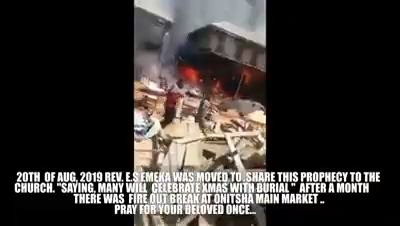 20TH OF AUG, 2019 REV. E.S EMEKA WAS MOVED TO SHARE THIS PROPHECY TO THE
CHURCH. "SAYING, MANY WILL CELEBRATE XMAS WITH BURIAL" AFTER A MONTH
THERE WAS FIRE OUT BREAK AT ONITSHA MAIN MARKET ..
PRAY FOR YOUR BELOVED ONCE...